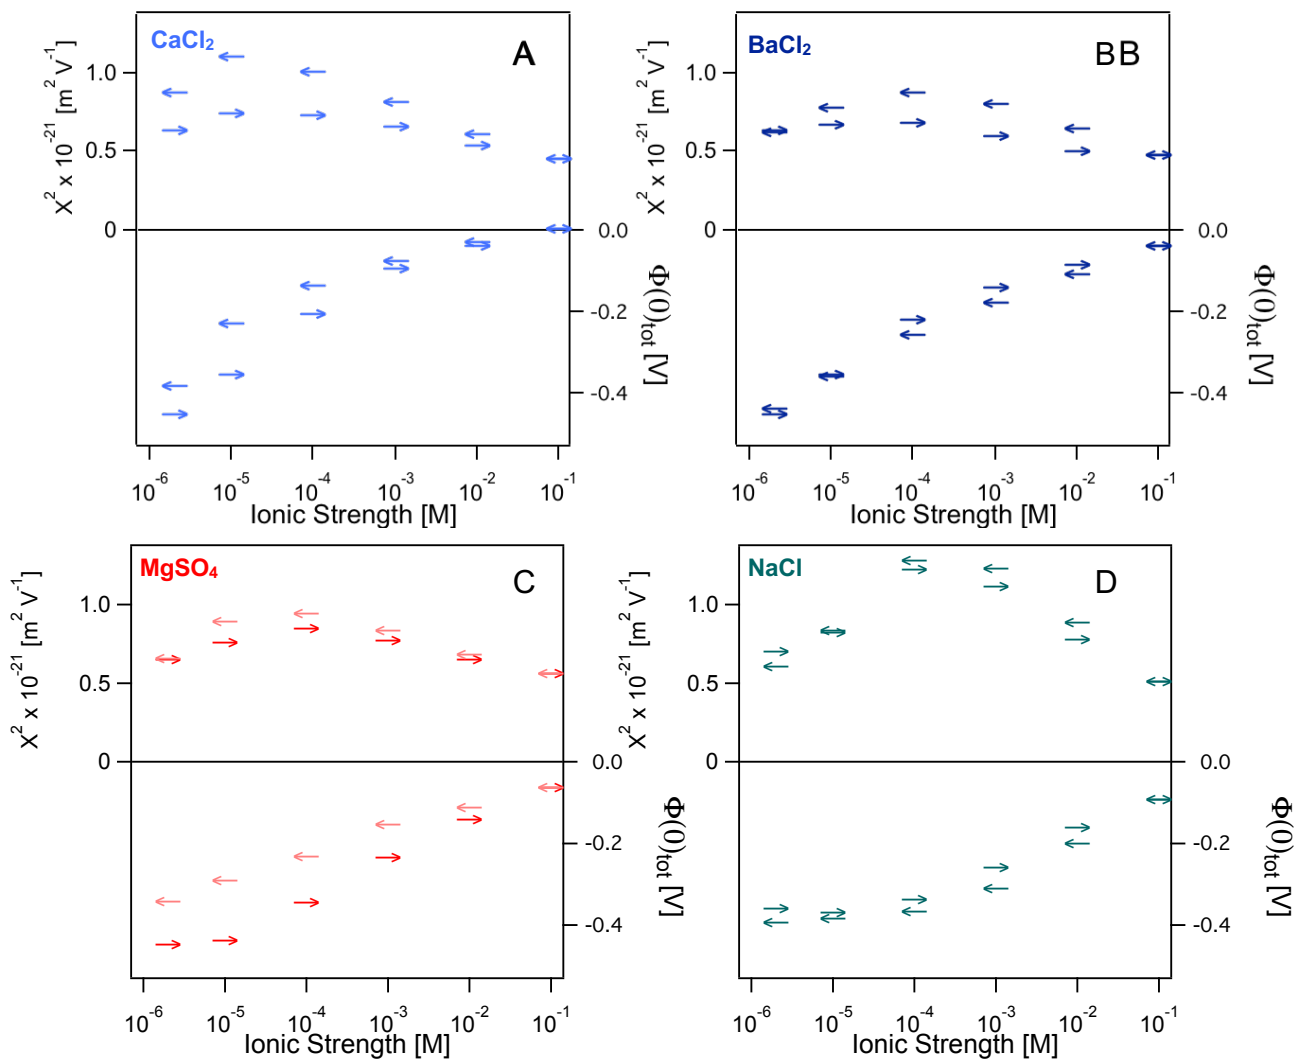 CaCl2
A
X2 x 10-21 [m2 V-1]
1.0
0.5
0
0.0
-0.2
-0.4
Φ(0)tot [V]
10-6 10-5 10-4 10-3 10-2 10-1
Ionic Strength [M]
BaCl2
BB
X2 x 10-21 [m2 V-1]
1.0
0.5
0
0.0
-0.2
-0.4
Φ(0)tot [V]
10-6 10-5 10-4 10-3 10-2 10-1
Ionic Strength [M]
MgSO4
C
X2 x 10-21 [m2 V-1]
1.0
0.5
0
0.0
-0.2
-0.4
Φ(0)tot [V]
10-6 10-5 10-4 10-3 10-2 10-1
Ionic Strength [M]
NaCl
D
X2 x 10-21 [m2 V-1]
1.0
0.5
0
0.0
-0.2
-0.4
Φ(0)tot [V]
10-6 10-5 10-4 10-3 10-2 10-1
Ionic Strength [M]